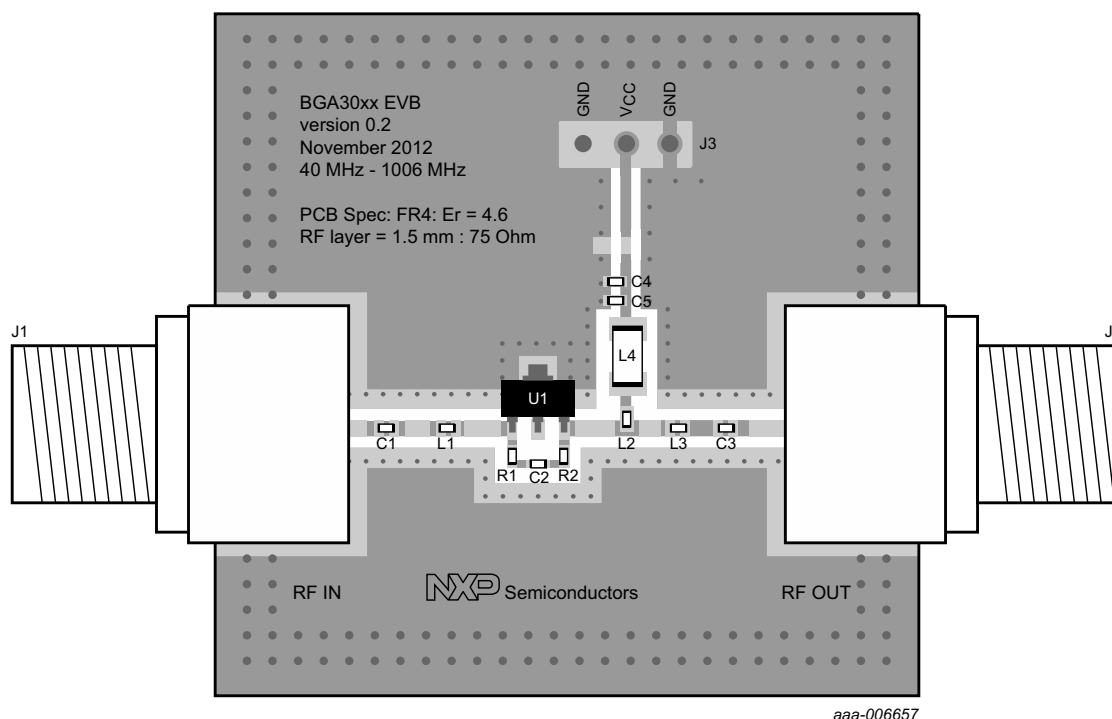 BGA30xx EVB
version 0.2
November 2012
40 MHz - 1006 MHz
PCB Spec: FR4: Er = 4.6
RF layer = 1.5 mm : 75 Ohm
GND
VCC
GND
J3
C4
C5
J1
J
L4
U1
C1
L1
L2
L3
C3
R1
C2
R2
RF IN
NXP Semiconductors
RF OUT
aaa-006657